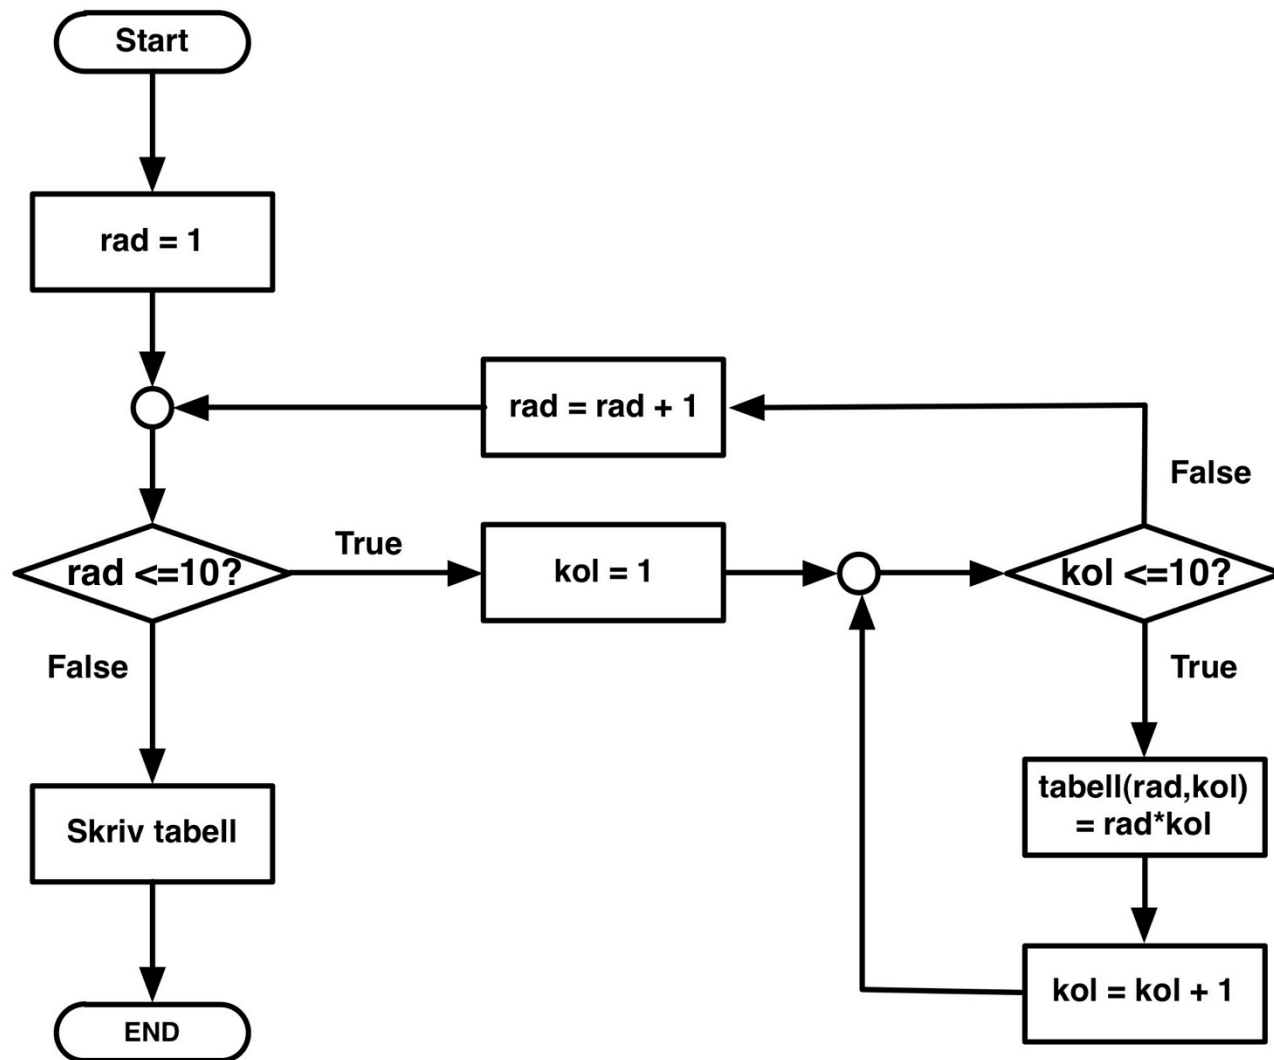 Start
rad = 1
rad = rad + 1
False
rad <=10?
True
kol = 1
kol <=10?
False
True
Skriv tabell
tabell(rad,kol)
= rad*kol
kol = kol + 1
END